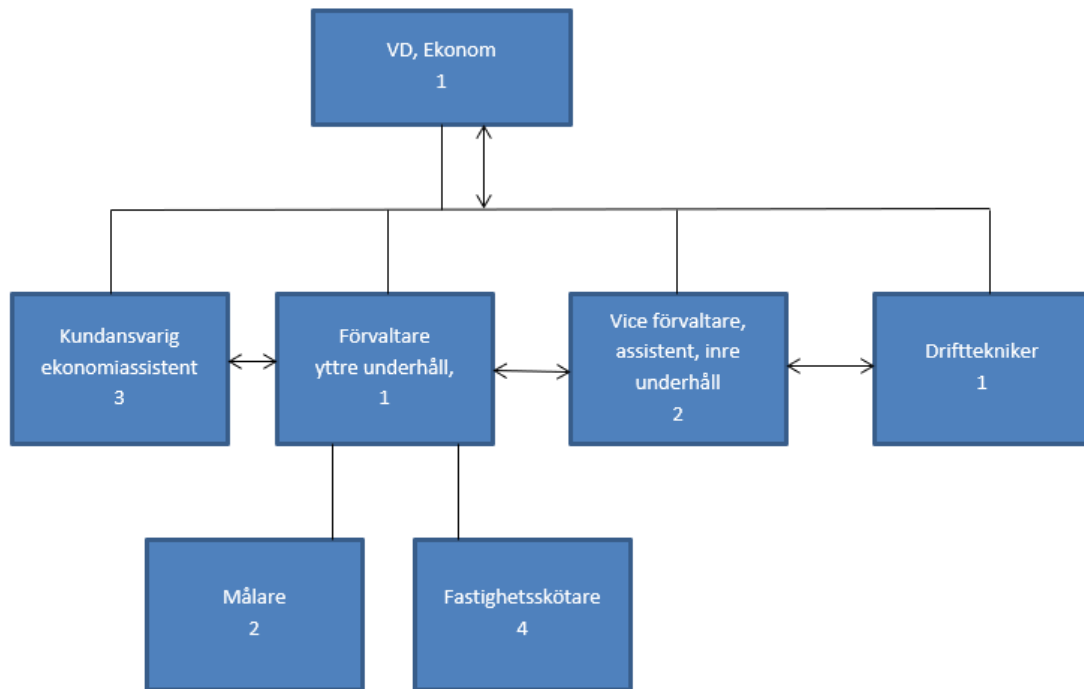 VD, Ekonom
1
Kundansvarig
ekonomiassistent
3
Förvaltare
yttre underhåll,
1
Vice förvaltare,
assistent, inre
underhåll
2
Drifttekniker
1
Målare
2
Fastighetsskötare
4